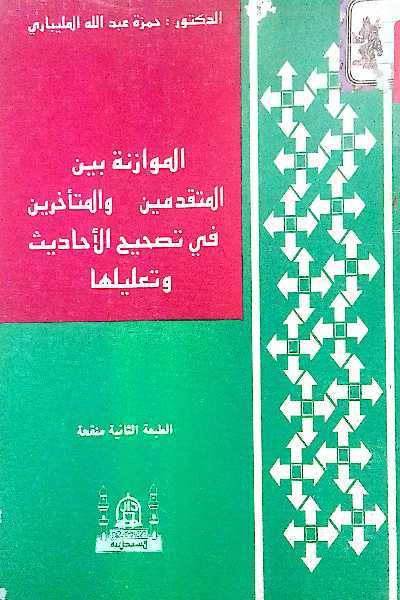 الدكتور : حمزة عبد الله المليباري
الموازنة بين
المتقدمين والمتأخرين
في تصحيح الأحاديث
وتعليلها
الطبعة الثانية منقحة